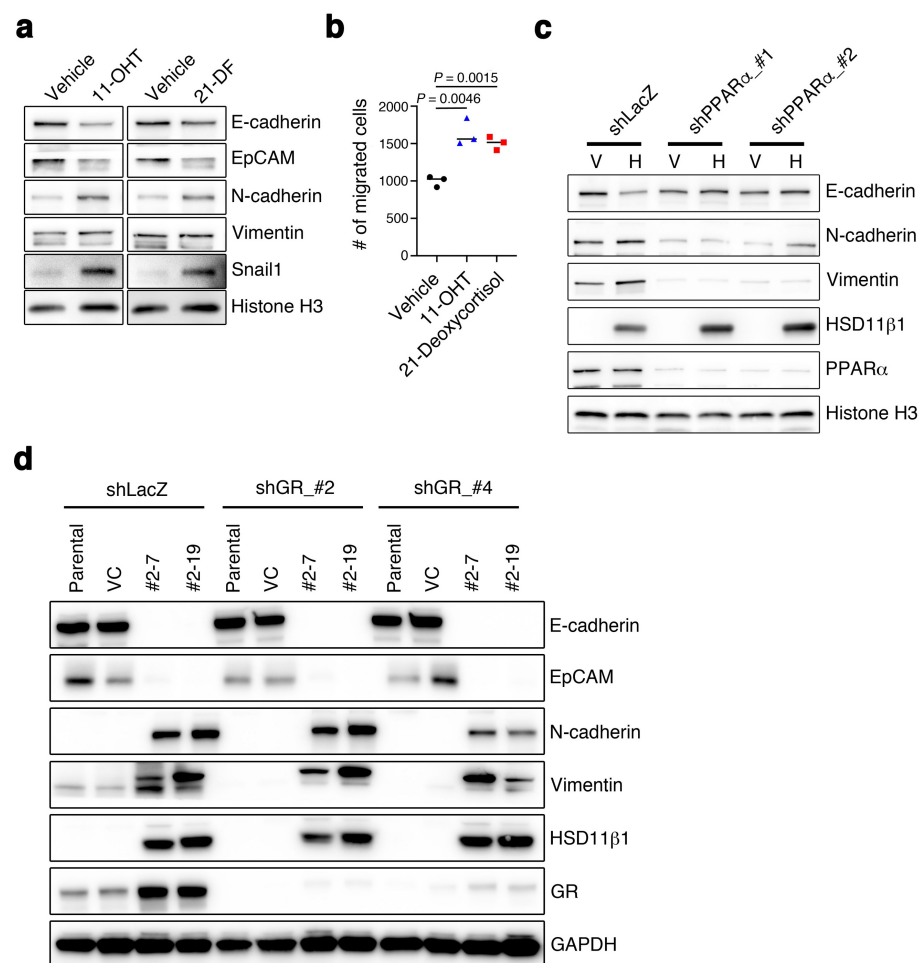 a
Vehicle
11-OHT
Vehicle
21-DF
E-cadherin
EpCAM
N-cadherin
Vimentin
Snail1
Histone H3
b
P = 0.0015
P = 0.0046
# of migrated cells
2000
1500
1000
500
0
Vehicle
11-OHT
21-Deoxycortisol
c
shLacZ
shPPARα_#1
shPPARα_#2
V H V H V H
E-cadherin
N-cadherin
Vimentin
HSD11β1
PPARα
Histone H3
d
shLacZ shGR_#2 shGR_#4
Parental VC #2-7 #2-19 Parental VC #2-7 #2-19 Parental VC #2-7 #2-19
E-cadherin
EpCAM
N-cadherin
Vimentin
HSD11β1
GR
GAPDH